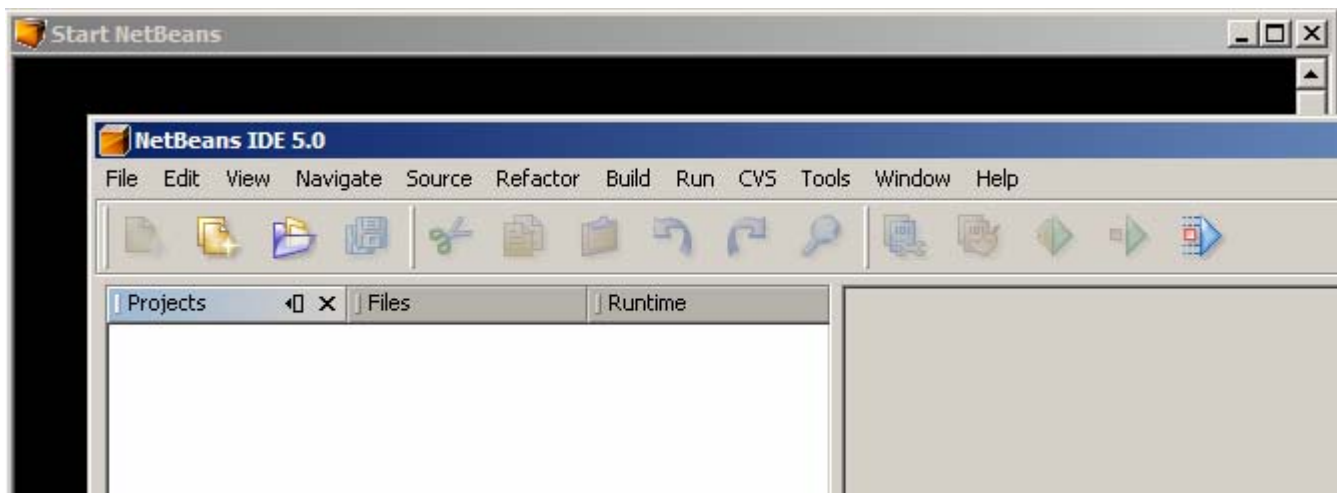 Start NetBeans
NetBeans IDE 5.0
File Edit View Navigate Source Refactor Build Run CVS Tools Window Help
Projects Files Runtime